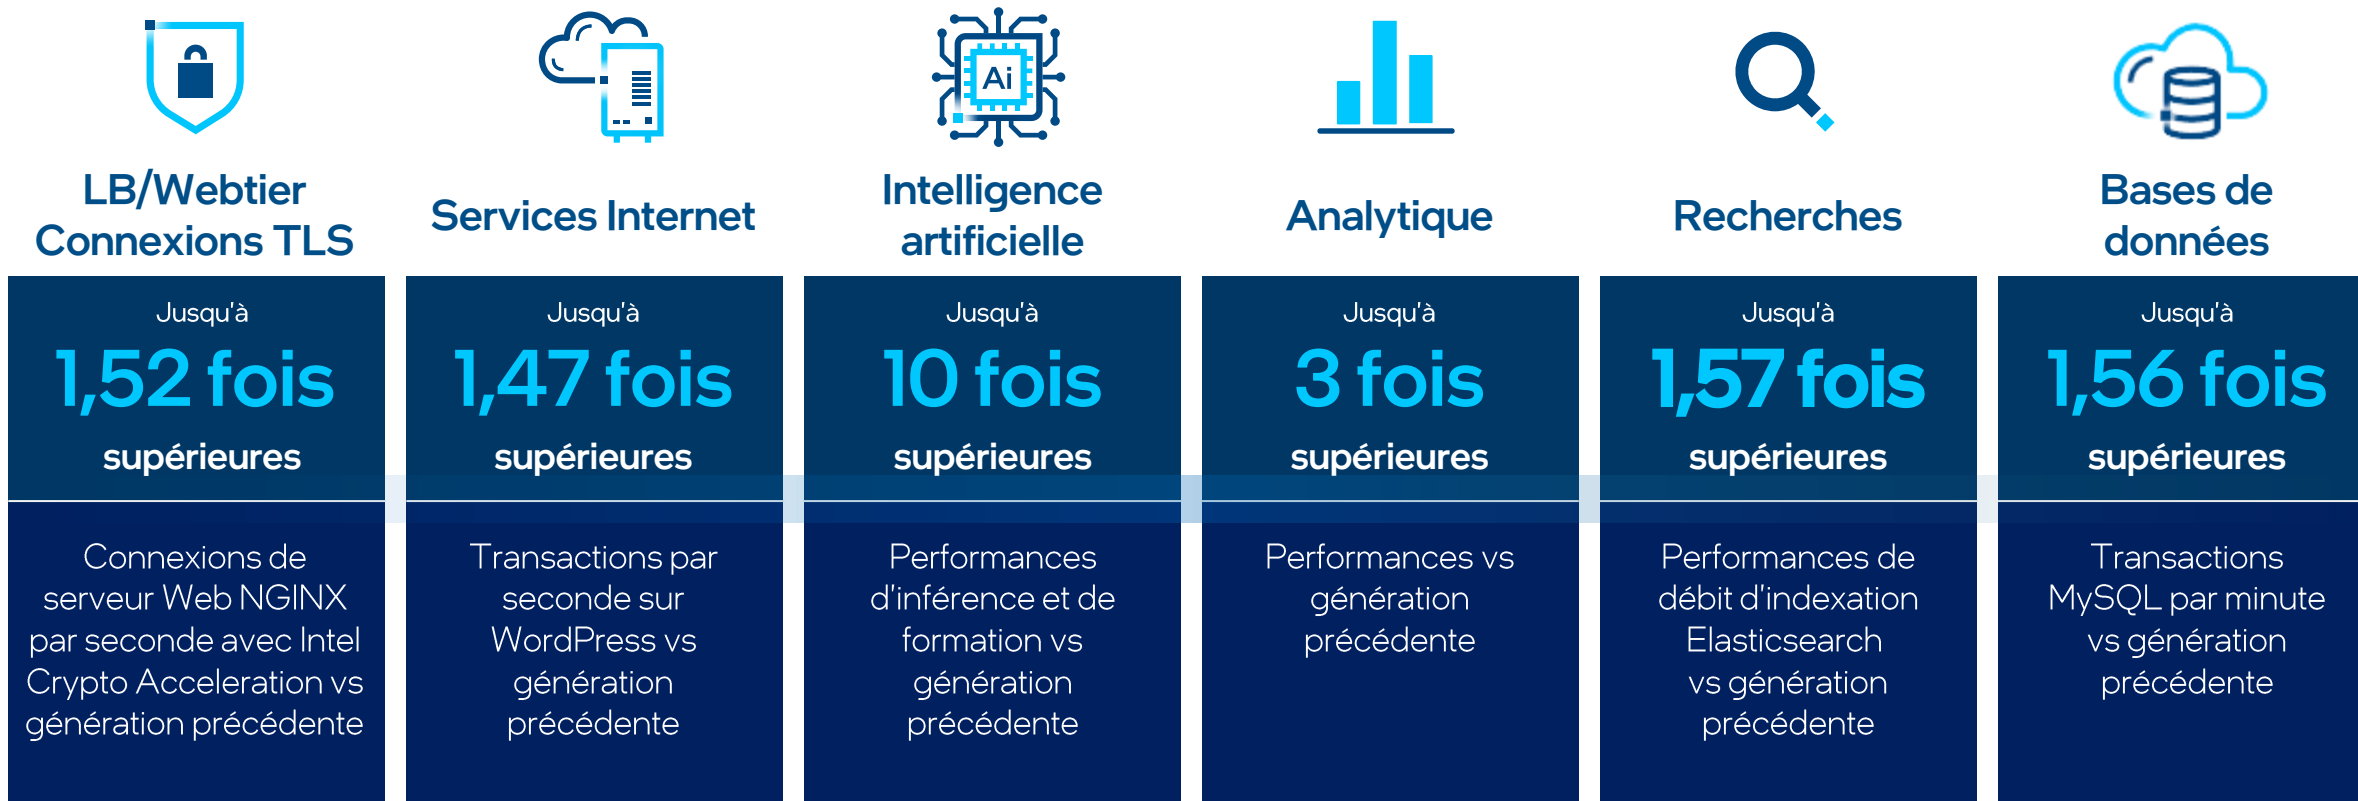 LB/Webtier
Connexions TLS
Jusqu'à
1,52 fois
supérieures
Connexions de
serveur Web NGINX
par seconde avec Intel
Crypto Acceleration vs
génération précédente
Services Internet
Jusqu'à
1,47 fois
supérieures
Transactions par
seconde sur
WordPress vs
génération
précédente
Ai
Intelligence
artificielle
Jusqu'à
10 fois
supérieures
Performances
d'inférence et de
formation vs
génération
précédente
Analytique
Jusqu'à
3 fois
supérieures
Performances vs
génération
précédente
Recherches
Jusqu'à
1,57 fois
supérieures
Performances de
débit d'indexation
Elasticsearch
vs génération
précédente
Bases de
données
Jusqu'à
1,56 fois
supérieures
Transactions
MySQL par minute
vs génération
précédente